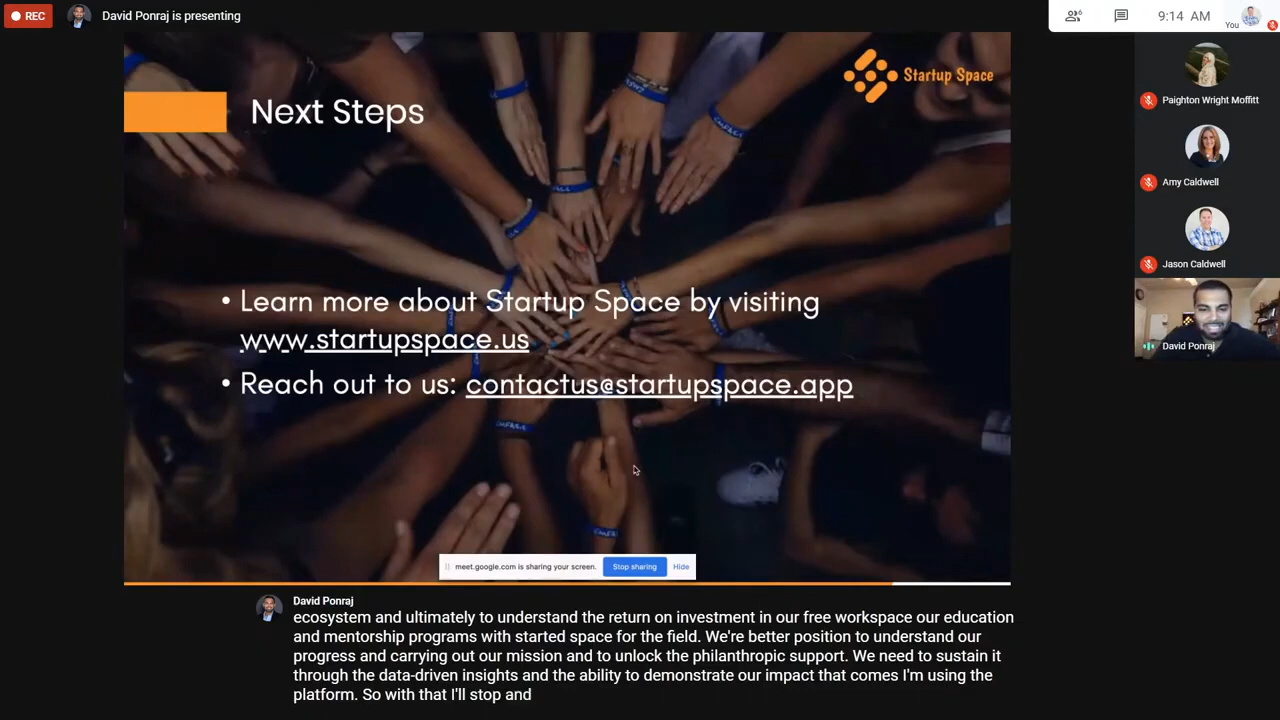 REC
David Ponraj is presenting
6
9:14 AM
You
Startup Space
Next Steps
• Learn more about Startup Space by visiting
www.startupspace.us
• Reach out to us: contactus@startupspace.app
Paighton Wright Moffitt
Amy Caldwell
Jason Caldwell
David Ponraj
meet.google.com is sharing your screen.
Stop sharing
Hide
David Ponraj
ecosystem and ultimately to understand the return on investment in our free workspace our education
and mentorship programs with started space for the field. We're better position to understand our
progress and carrying out our mission and to unlock the philanthropic support. We need to sustain it
through the data-driven insights and the ability to demonstrate our impact that comes I'm using the
platform. So with that I'll stop and